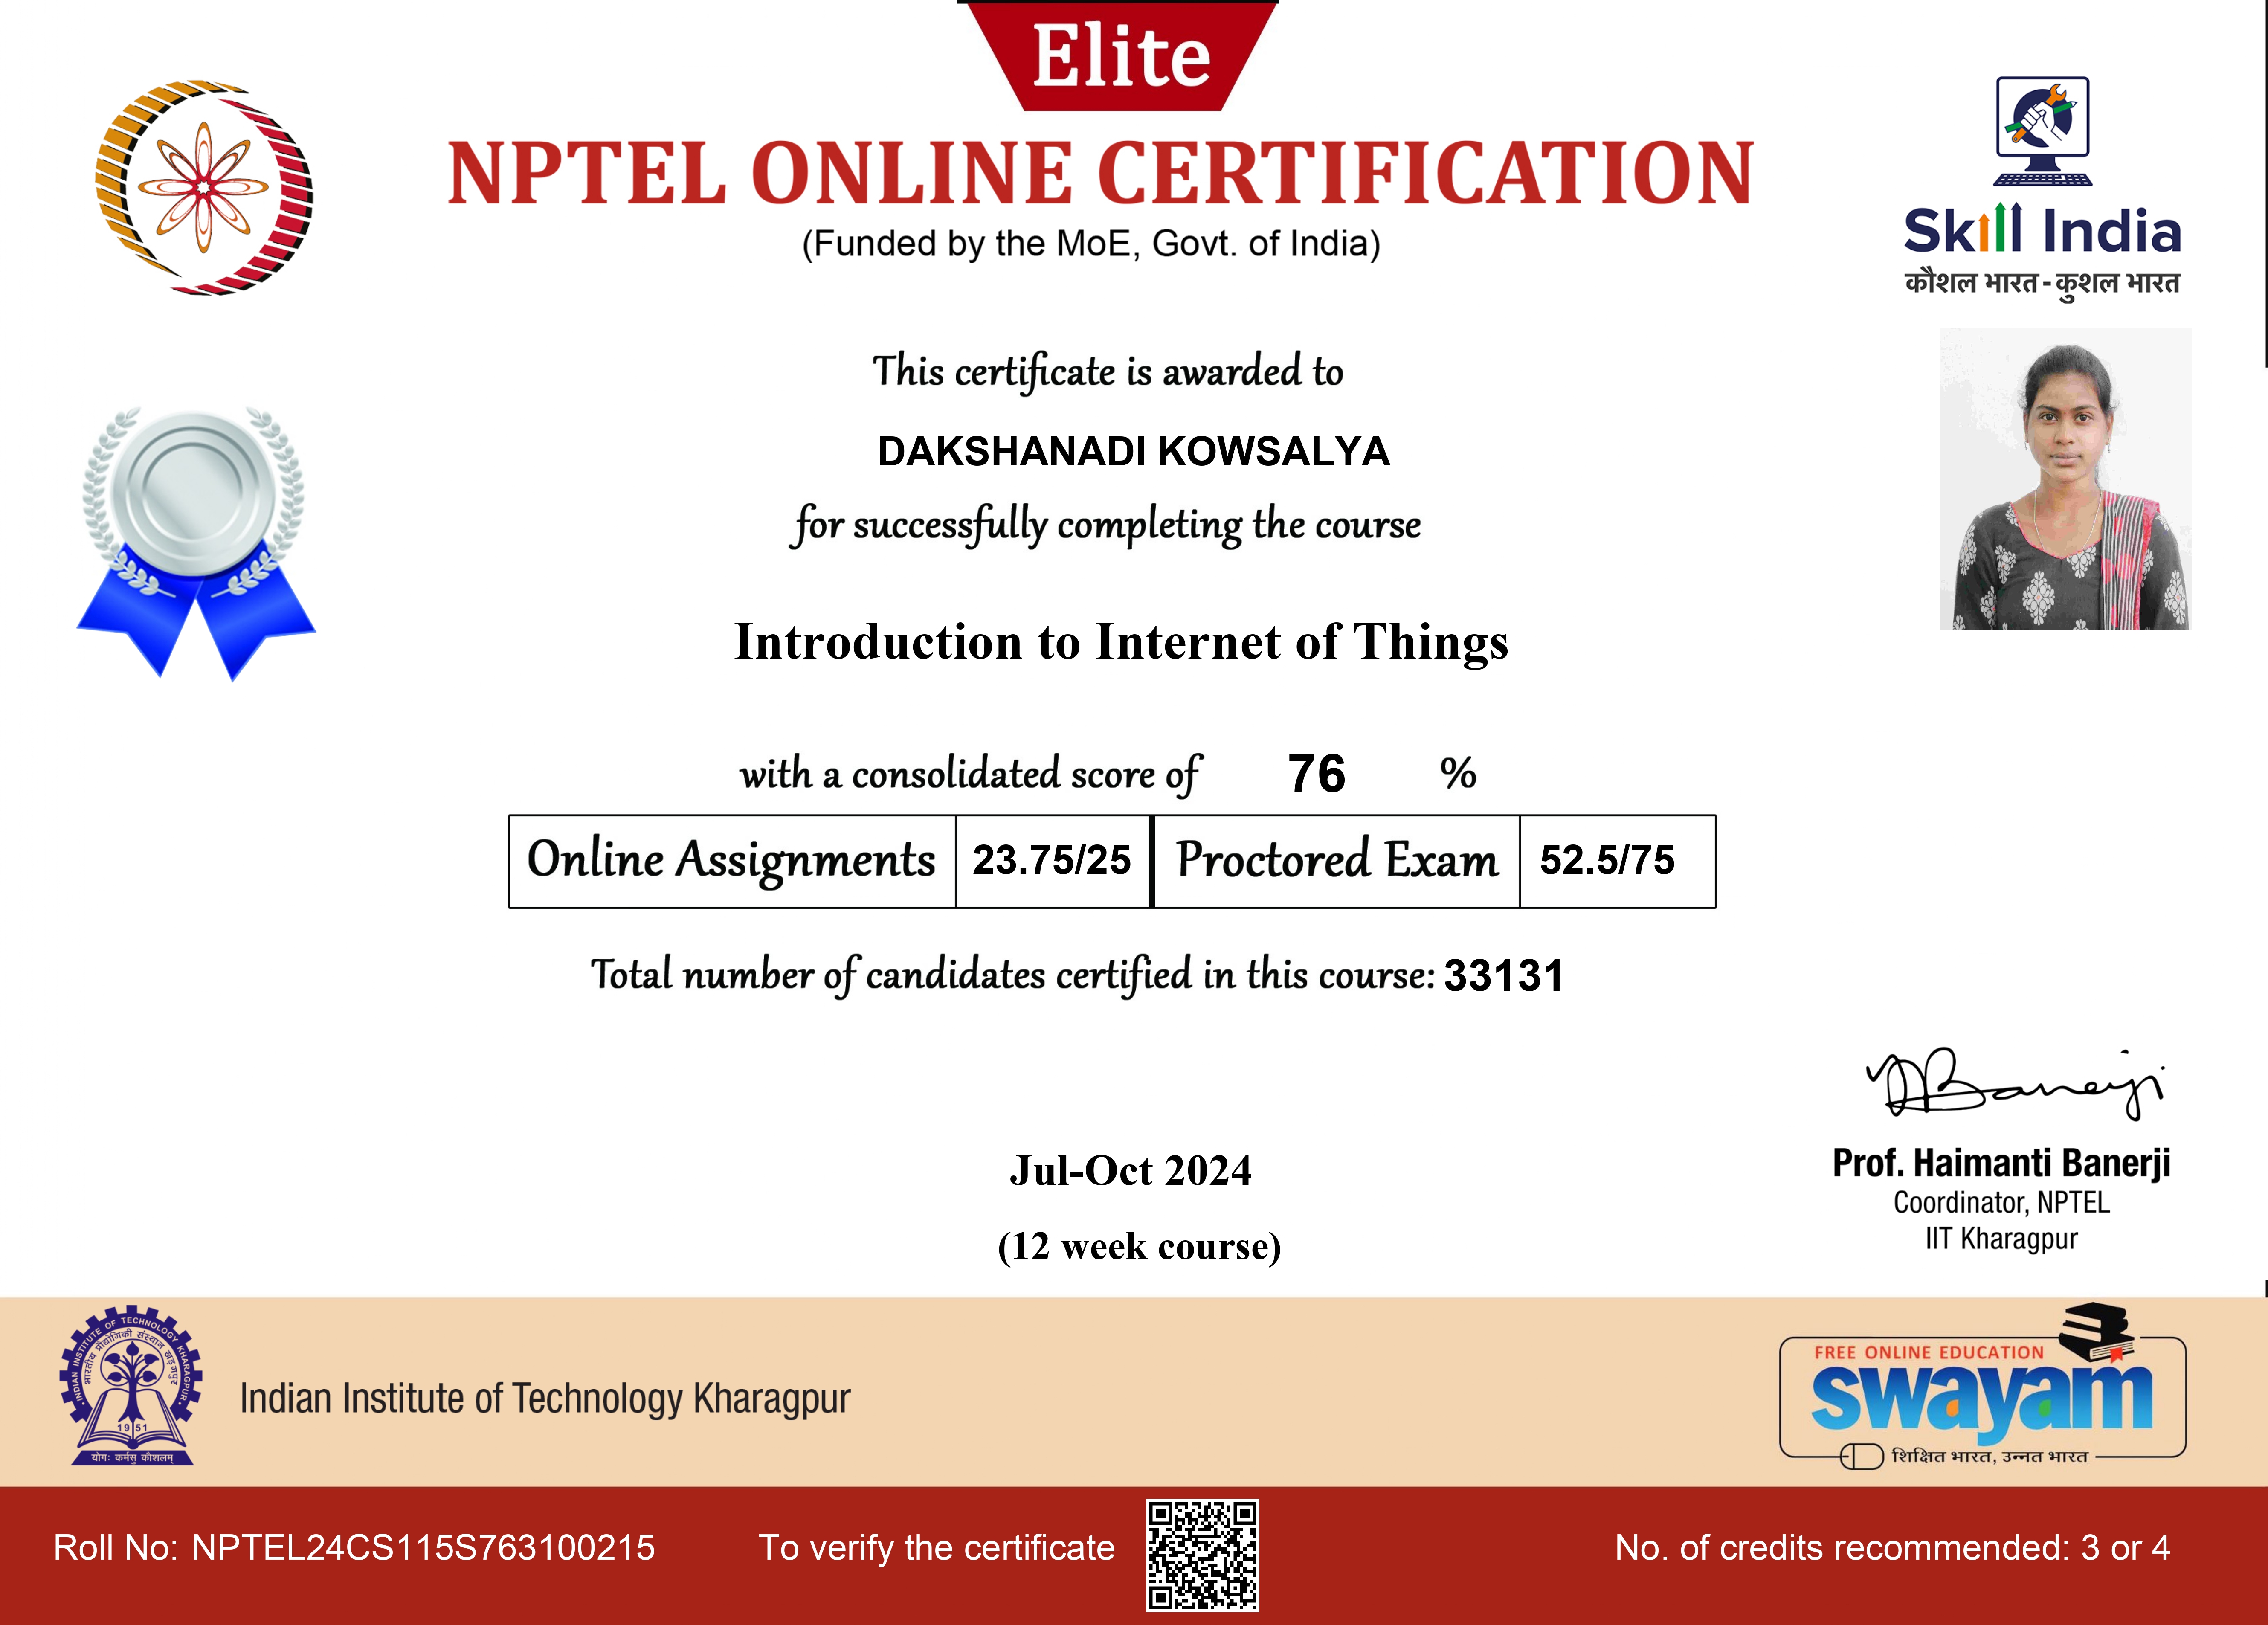 Elite
NPTEL ONLINE CERTIFICATION
(Funded by the MoE, Govt. of India)
Skill India
कौशल भारत - कुशल भारत
This certificate is awarded to
DAKSHANADI KOWSALYA
for successfully completing the course
Introduction to Internet of Things
with a consolidated score of 76 %
Online Assignments 23.75/25 Proctored Exam 52.5/75
Total number of candidates certified in this course: 33131
Banerji
Prof. Haimanti Banerji
Coordinator, NPTEL
IIT Kharagpur
Jul-Oct 2024
(12 week course)
INDIAN INSTITUTE OF TECHNOLOGY KHARAGPUR
भारतीय प्रौद्योगिकी संस्थान खड़गपुर
1951
योगः कर्मसु कौशलम्
Indian Institute of Technology Kharagpur
FREE ONLINE EDUCATION
swayam
शिक्षित भारत, उन्नत भारत
Roll No: NPTEL24CS115S763100215
To verify the certificate
No. of credits recommended: 3 or 4